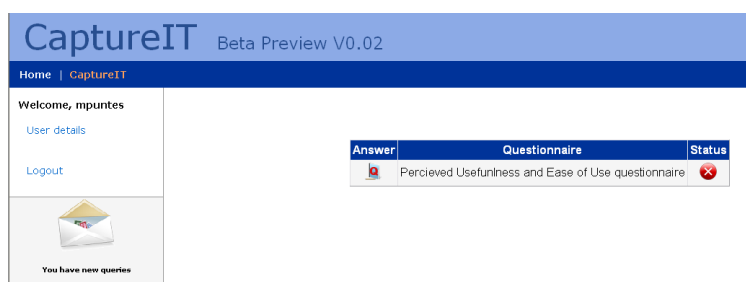 CaptureIT Beta Preview V0.02
Home | CaptureIT
Welcome, mpuntes
User details
Logout
You have new queries
Answer Questionnaire Status
Percieved Usefunlness and Ease of Use questionnaire